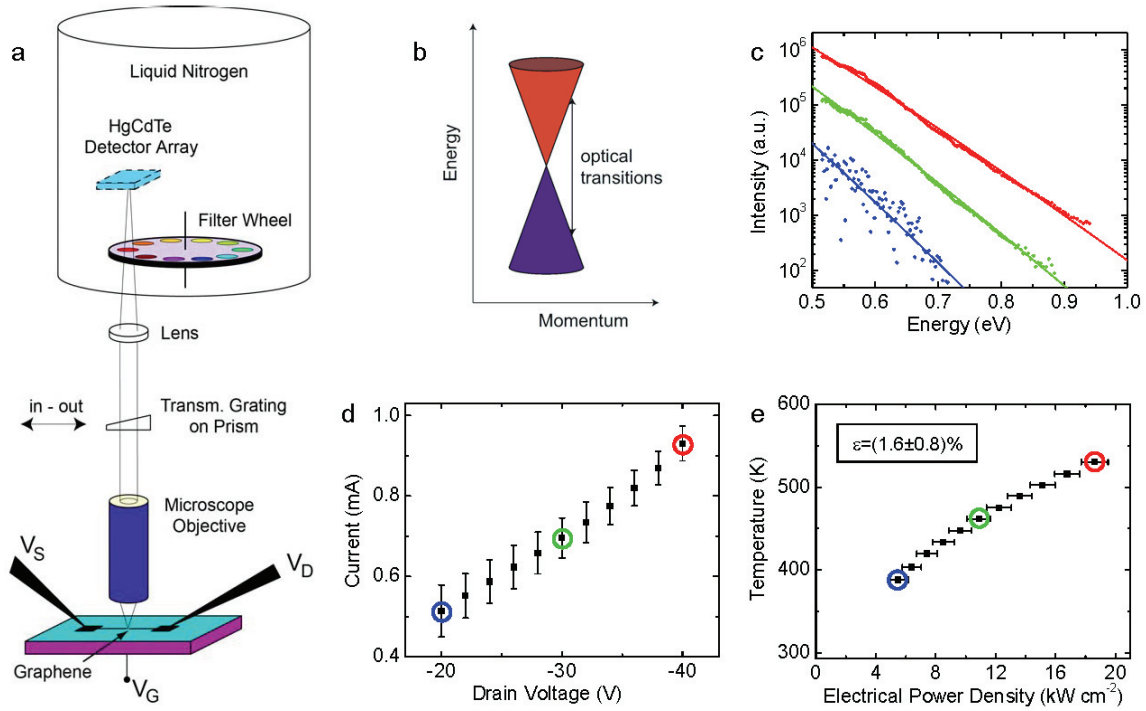 a
Liquid Nitrogen
HgCdTe
Detector Array
Filter Wheel
Lens
in - out
Transm. Grating
on Prism
Microscope
Objective
V_S
V_D
Graphene
V_G
b
Energy
optical
transitions
Momentum
c
Intensity (a.u.)
10^6
10^5
10^4
10^3
10^2
0.5 0.6 0.7 0.8 0.9 1.0
Energy (eV)
d
Current (mA)
1.0
0.8
0.6
0.4
-20 -30 -40
Drain Voltage (V)
e
Temperature (K)
600
500
400
300
ε=(1.6±0.8)%
0 4 8 12 16 20
Electrical Power Density (kW cm^-2)